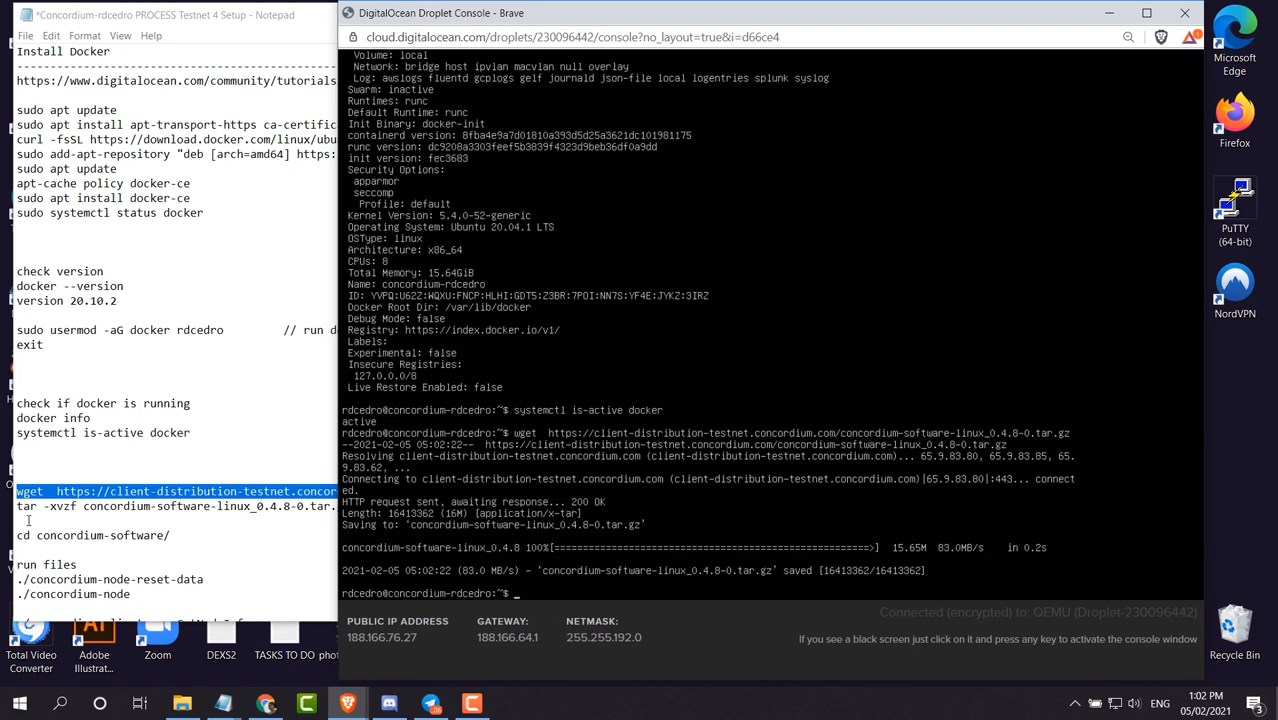 *Concordium-rdcedro PROCESS Testnet 4 Setup - Notepad
File Edit Format View Help
Install Docker
https://www.digitalocean.com/community/tutorials
sudo apt update
sudo apt install apt-transport-https ca-certific
curl -fsSL https://download.docker.com/linux/ubu
sudo add-apt-repository "deb [arch=amd64] https:
sudo apt update
apt-cache policy docker-ce
sudo apt install docker-ce
sudo systemctl status docker
check version
docker --version
version 20.10.2
sudo usermod -aG docker rdcedro // run d
exit
check if docker is running
docker info
systemctl is-active docker
wget  https://client-distribution-testnet.concor
tar -xvzf concordium-software-linux_0.4.8-0.tar.
cd concordium-software/
run files
./concordium-node-reset-data
./concordium-node
DigitalOcean Droplet Console - Brave
cloud.digitalocean.com/droplets/230096442/console?no_layout=true&i=d66ce4
Volume: local
Network: bridge host ipvlan macvlan null overlay
Log: awslogs fluentd gcplogs gelf journald json-file local logentries splunk syslog
Swarm: inactive
Runtimes: runc
Default Runtime: runc
Init Binary: docker-init
containerd version: 8fba4e9a7d01810a393d5d25a3621dc101981175
runc version: dc9208a3303feef5b3839f4323d9beb36df0a9dd
init version: fec3683
Security Options:
apparmor
seccomp
Profile: default
Kernel Version: 5.4.0-52-generic
Operating System: Ubuntu 20.04.1 LTS
OSType: linux
Architecture: x86_64
CPUs: 8
Total Memory: 15.64GiB
Name: concordium-rdcedro
ID: YVPQ:U62Z:WQXU:FNCP:HLHI:GDT5:Z3BR:7POI:NN7S:YF4E:JYKZ:3IRZ
Docker Root Dir: /var/lib/docker
Debug Mode: false
Registry: https://index.docker.io/v1/
Labels:
Experimental: false
Insecure Registries:
127.0.0.0/8
Live Restore Enabled: false
rdcedro@concordium-rdcedro:~$ systemctl is-active docker
active
rdcedro@concordium-rdcedro:~$ wget  https://client-distribution-testnet.concordium.com/concordium-software-linux_0.4.8-0.tar.gz
--2021-02-05 05:02:22--  https://client-distribution-testnet.concordium.com/concordium-software-linux_0.4.8-0.tar.gz
Resolving client-distribution-testnet.concordium.com (client-distribution-testnet.concordium.com)... 65.9.83.80, 65.9.83.85, 65.
9.83.62, ...
Connecting to client-distribution-testnet.concordium.com (client-distribution-testnet.concordium.com)|65.9.83.80|:443... connect
ed.
HTTP request sent, awaiting response... 200 OK
Length: 16413362 (16M) [application/x-tar]
Saving to: ‘concordium-software-linux_0.4.8-0.tar.gz’
concordium-software-linux_0.4.8 100%[===================================================>] 15.65M 83.0MB/s in 0.2s
2021-02-05 05:02:22 (83.0 MB/s) - ‘concordium-software-linux_0.4.8-0.tar.gz’ saved [16413362/16413362]
rdcedro@concordium-rdcedro:~$ _
Connected (encrypted) to: QEMU (Droplet-230096442)
PUBLIC IP ADDRESS GATEWAY: NETMASK:
188.166.76.27 188.166.64.1 255.255.192.0
If you see a black screen just click on it and press any key to activate the console window
Microsoft
Edge
Firefox
PuTTY
(64-bit)
NordVPN
Recycle Bin
Total Video
Converter
Adobe
Illustrat...
Zoom
DEXS2
TASKS TO DO
ENG
1:02 PM
05/02/2021